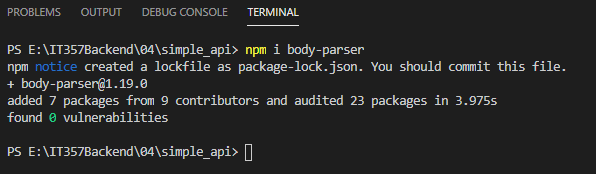 PROBLEMS OUTPUT DEBUG CONSOLE TERMINAL
PS E:\IT357Backend\04\simple_api> npm i body-parser
npm notice created a lockfile as package-lock.json. You should commit this file.
+ body-parser@1.19.0
added 7 packages from 9 contributors and audited 23 packages in 3.975s
found 0 vulnerabilities
PS E:\IT357Backend\04\simple_api>